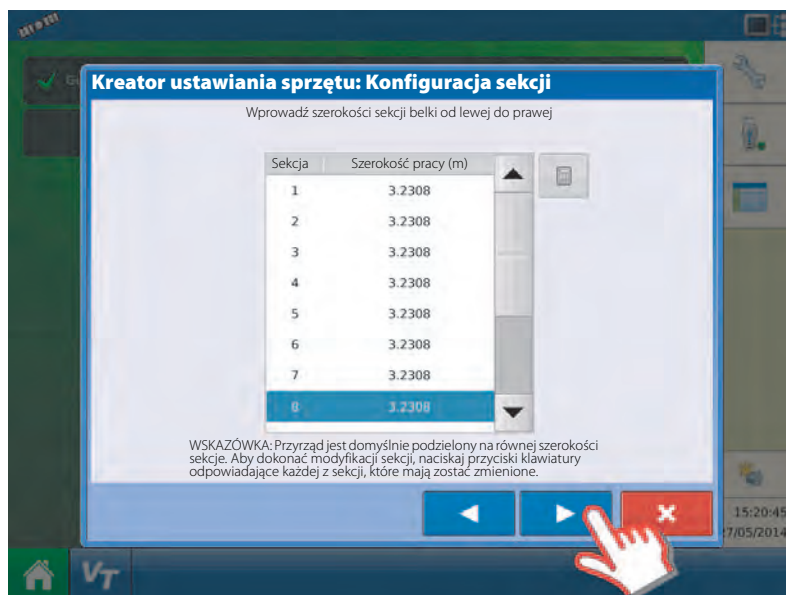 Kreator ustawiania sprzętu: Konfiguracja sekcji
Wprowadź szerokości sekcji belki od lewej do prawej
Sekcja Szerokość pracy (m)
1 3.2308
2 3.2308
3 3.2308
4 3.2308
5 3.2308
6 3.2308
7 3.2308
8 3.2308
WSKAZÓWKA: Przyrząd jest domyślnie podzielony na równej szerokości
sekcje. Aby dokonać modyfikacji sekcji, naciskaj przyciski klawiatury
odpowiadające każdej z sekcji, które mają zostać zmienione.
15:20:45
7/05/2014
VT